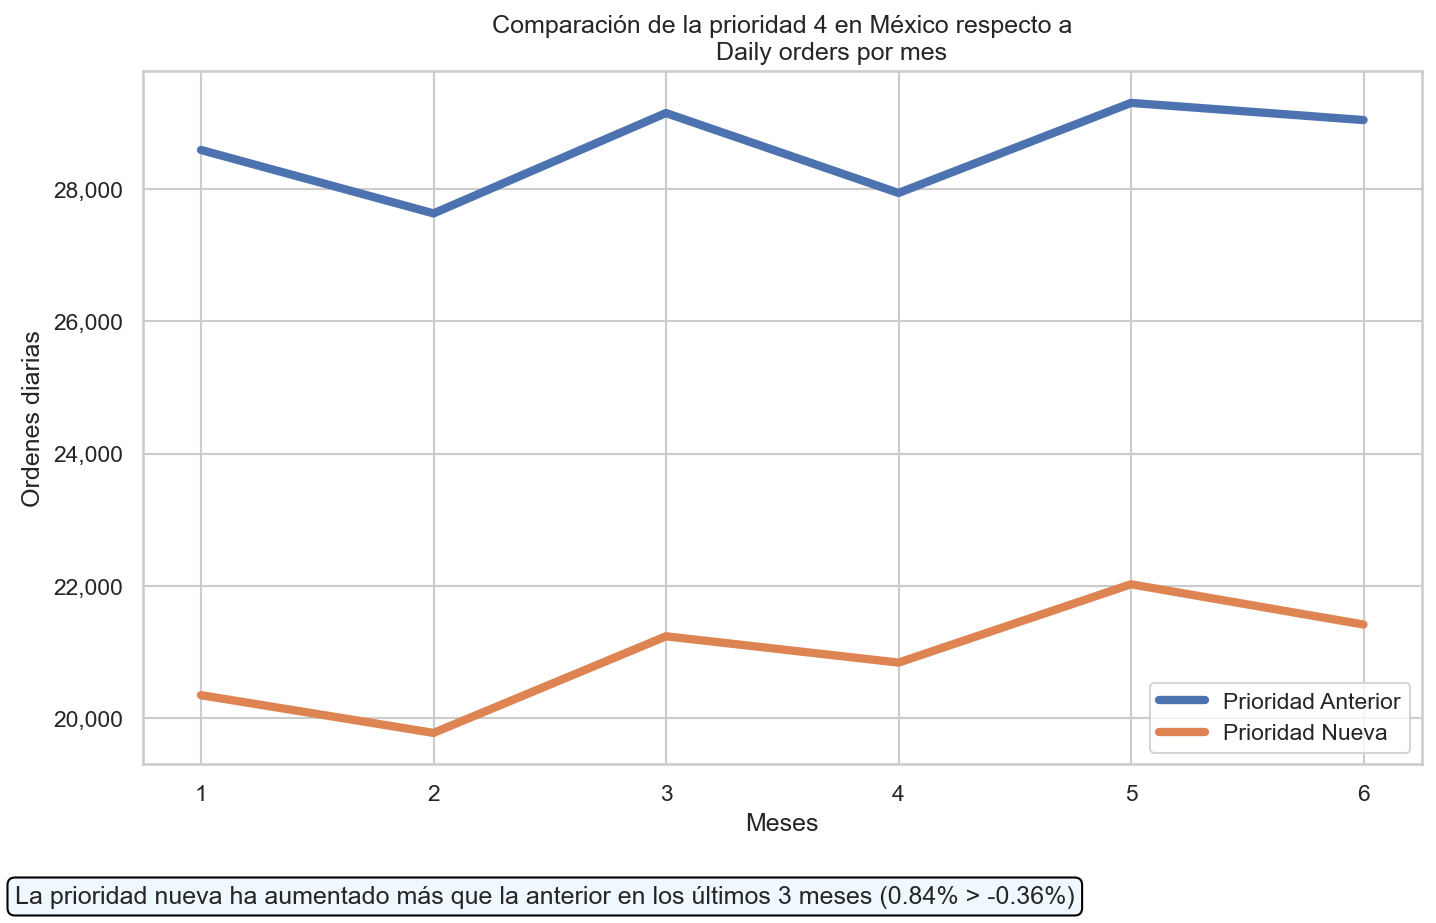 Comparación de la prioridad 4 en México respecto a
Daily orders por mes
Ordenes diarias
28,000
26,000
24,000
22,000
20,000
1
2
3
4
5
6
Meses
Prioridad Anterior
Prioridad Nueva
La prioridad nueva ha aumentado más que la anterior en los últimos 3 meses (0.84% > -0.36%)